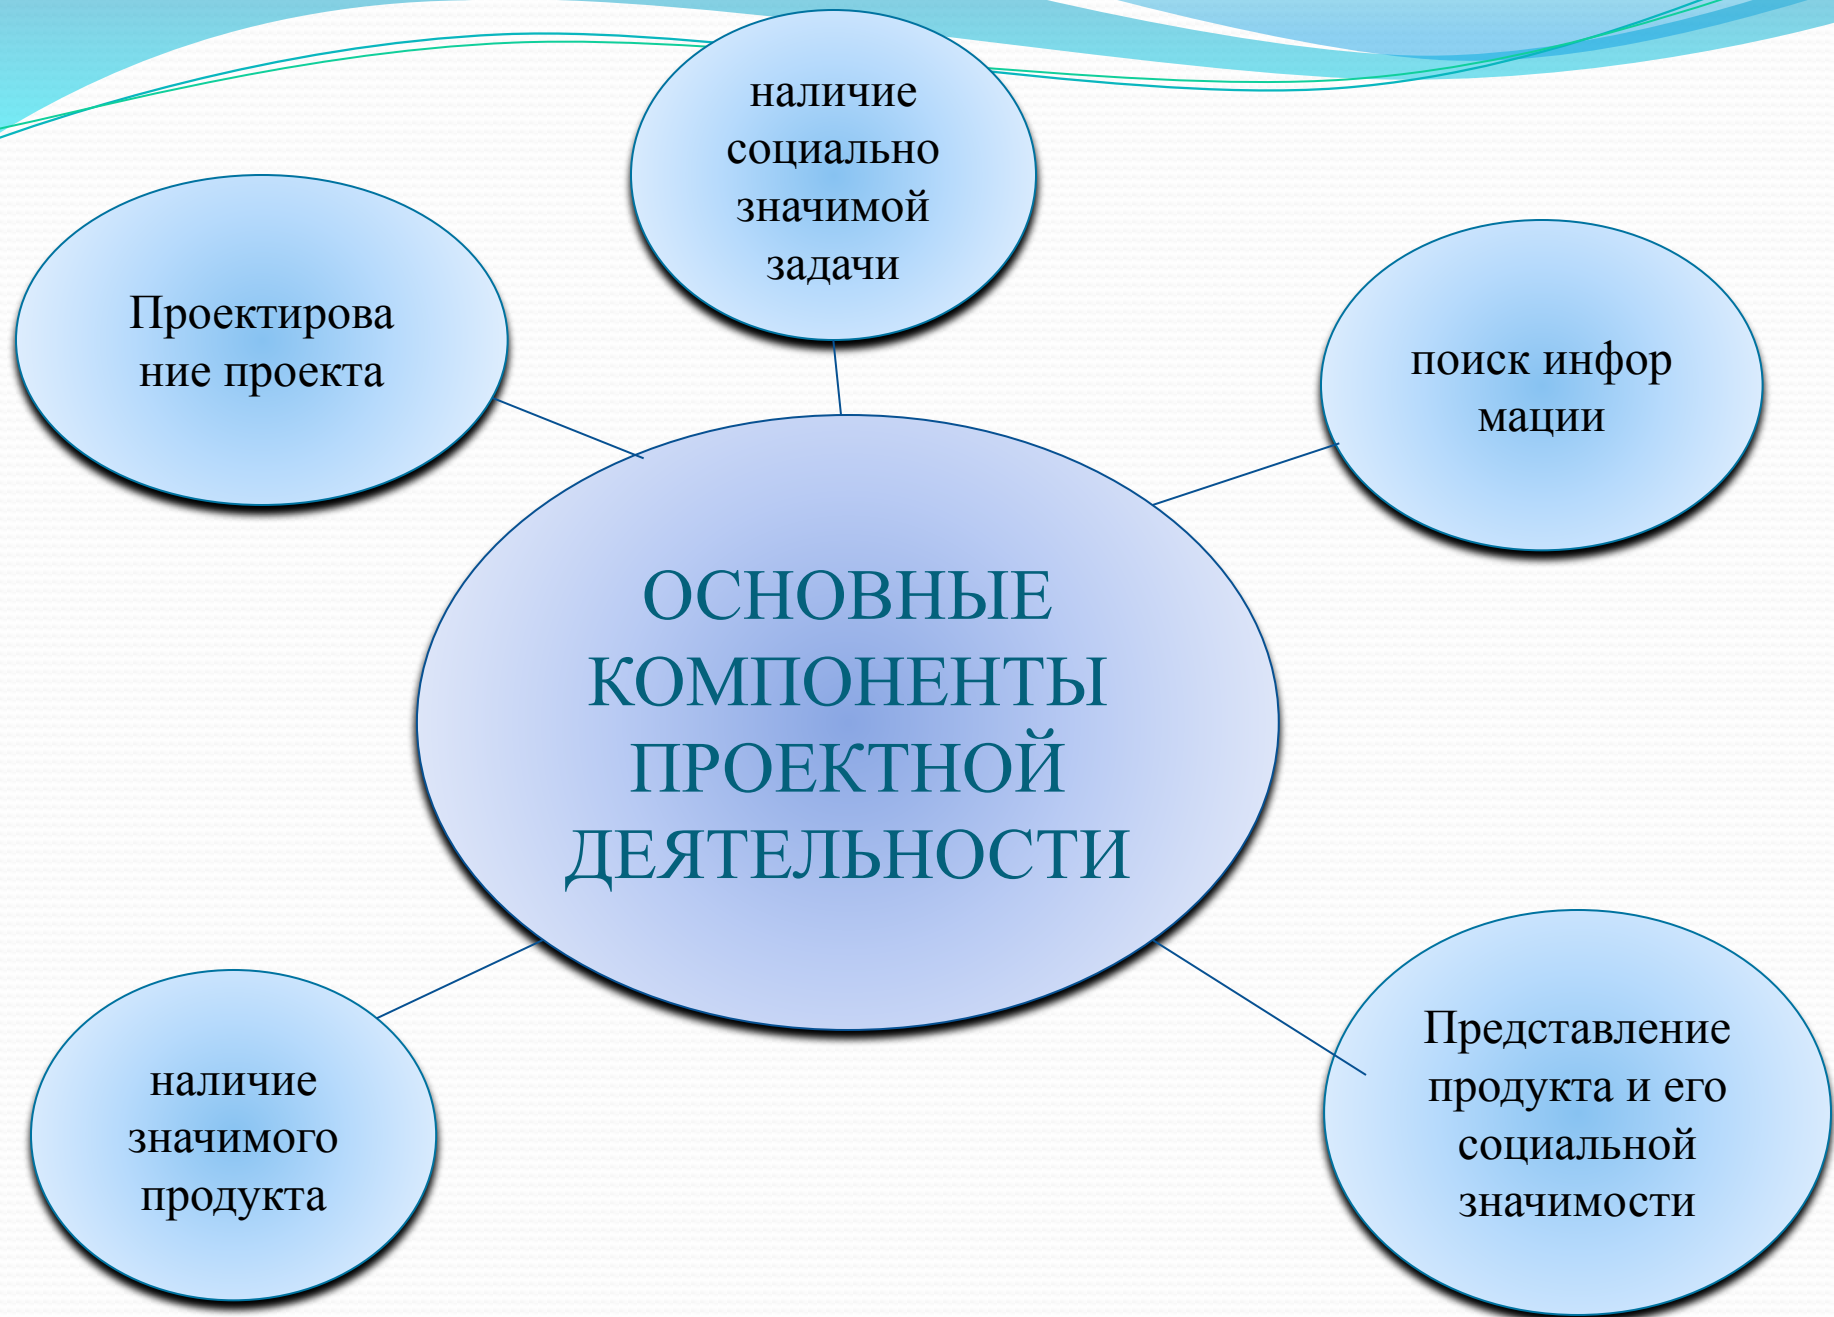 наличие
социально
значимой
задачи
Проектирова
ние проекта
поиск инфор
мации
ОСНОВНЫЕ
КОМПОНЕНТЫ
ПРОЕКТНОЙ
ДЕЯТЕЛЬНОСТИ
наличие
значимого
продукта
Представление
продукта и его
социальной
значимости